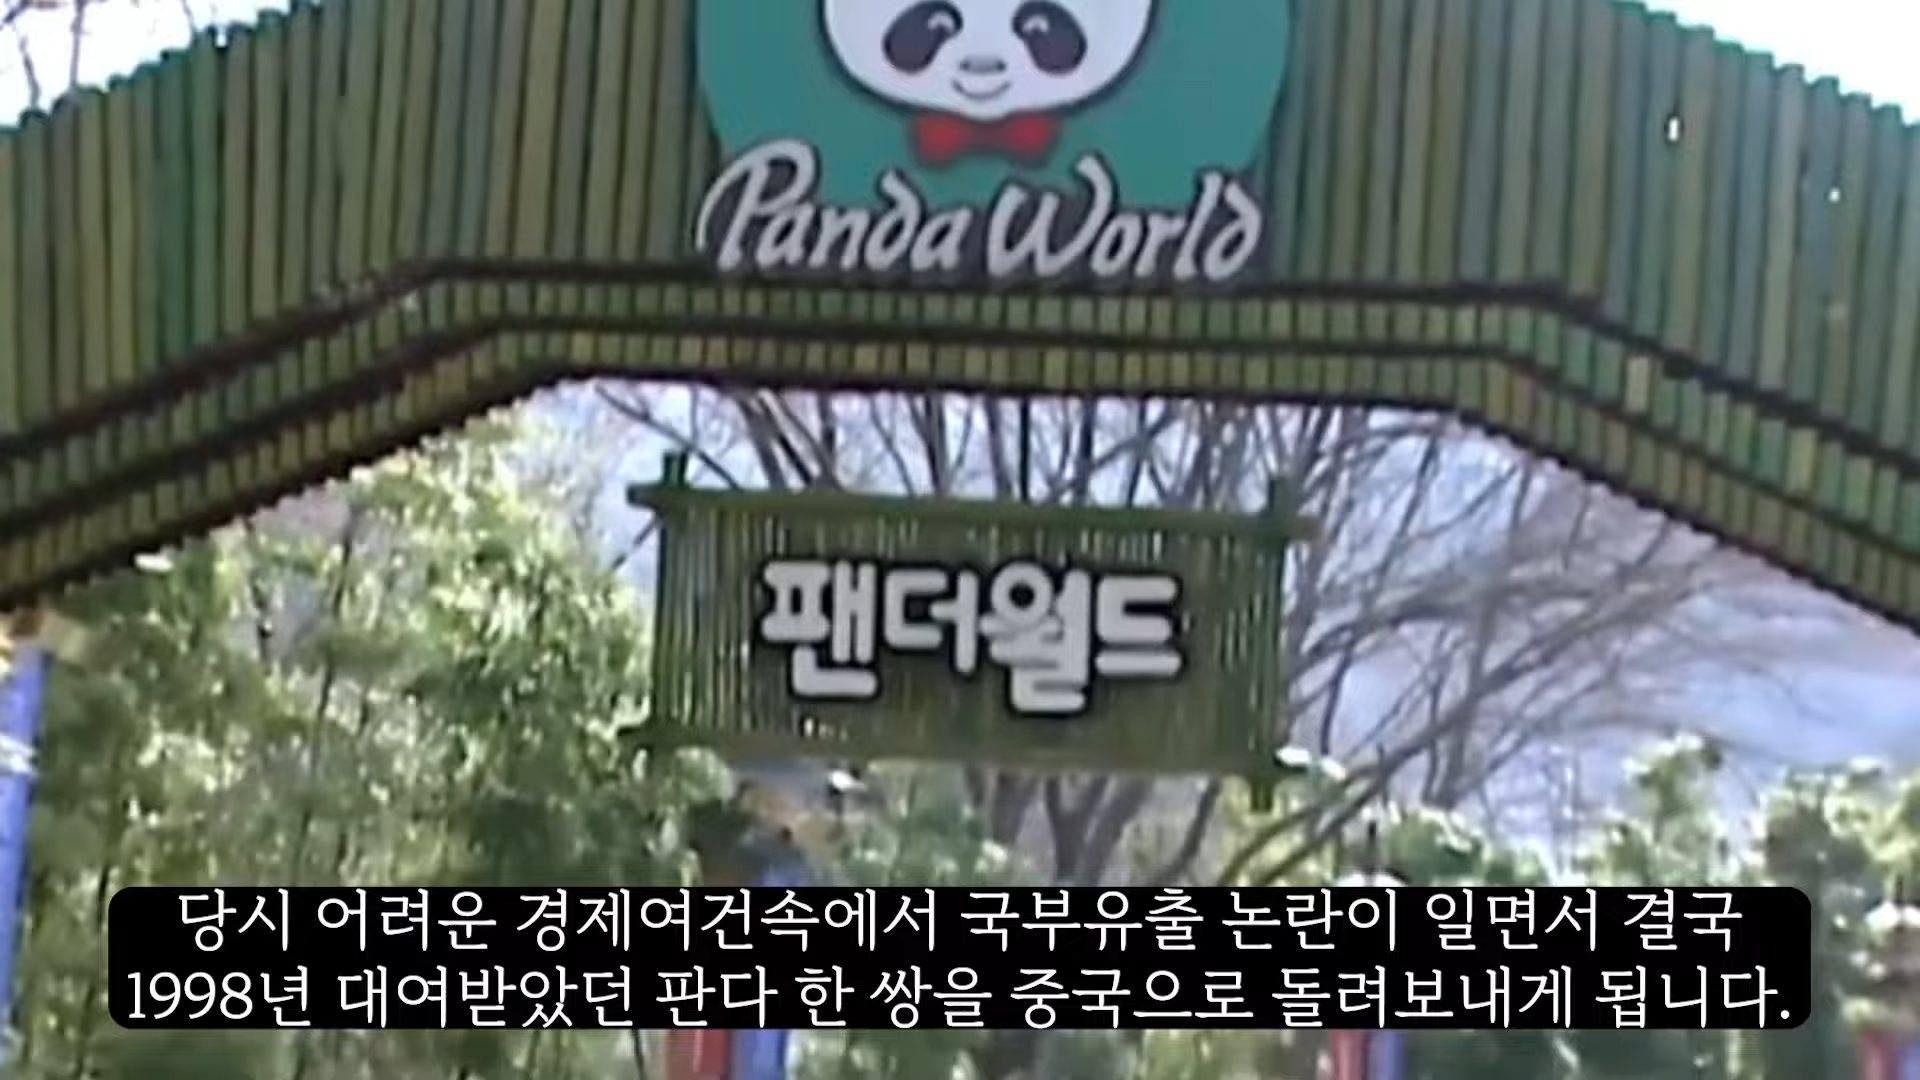 Panda World
팬더월드
당시 어려운 경제여건속에서 국부유출 논란이 일면서 결국
1998년 대여받았던 판다 한 쌍을 중국으로 돌려보내게 됩니다.